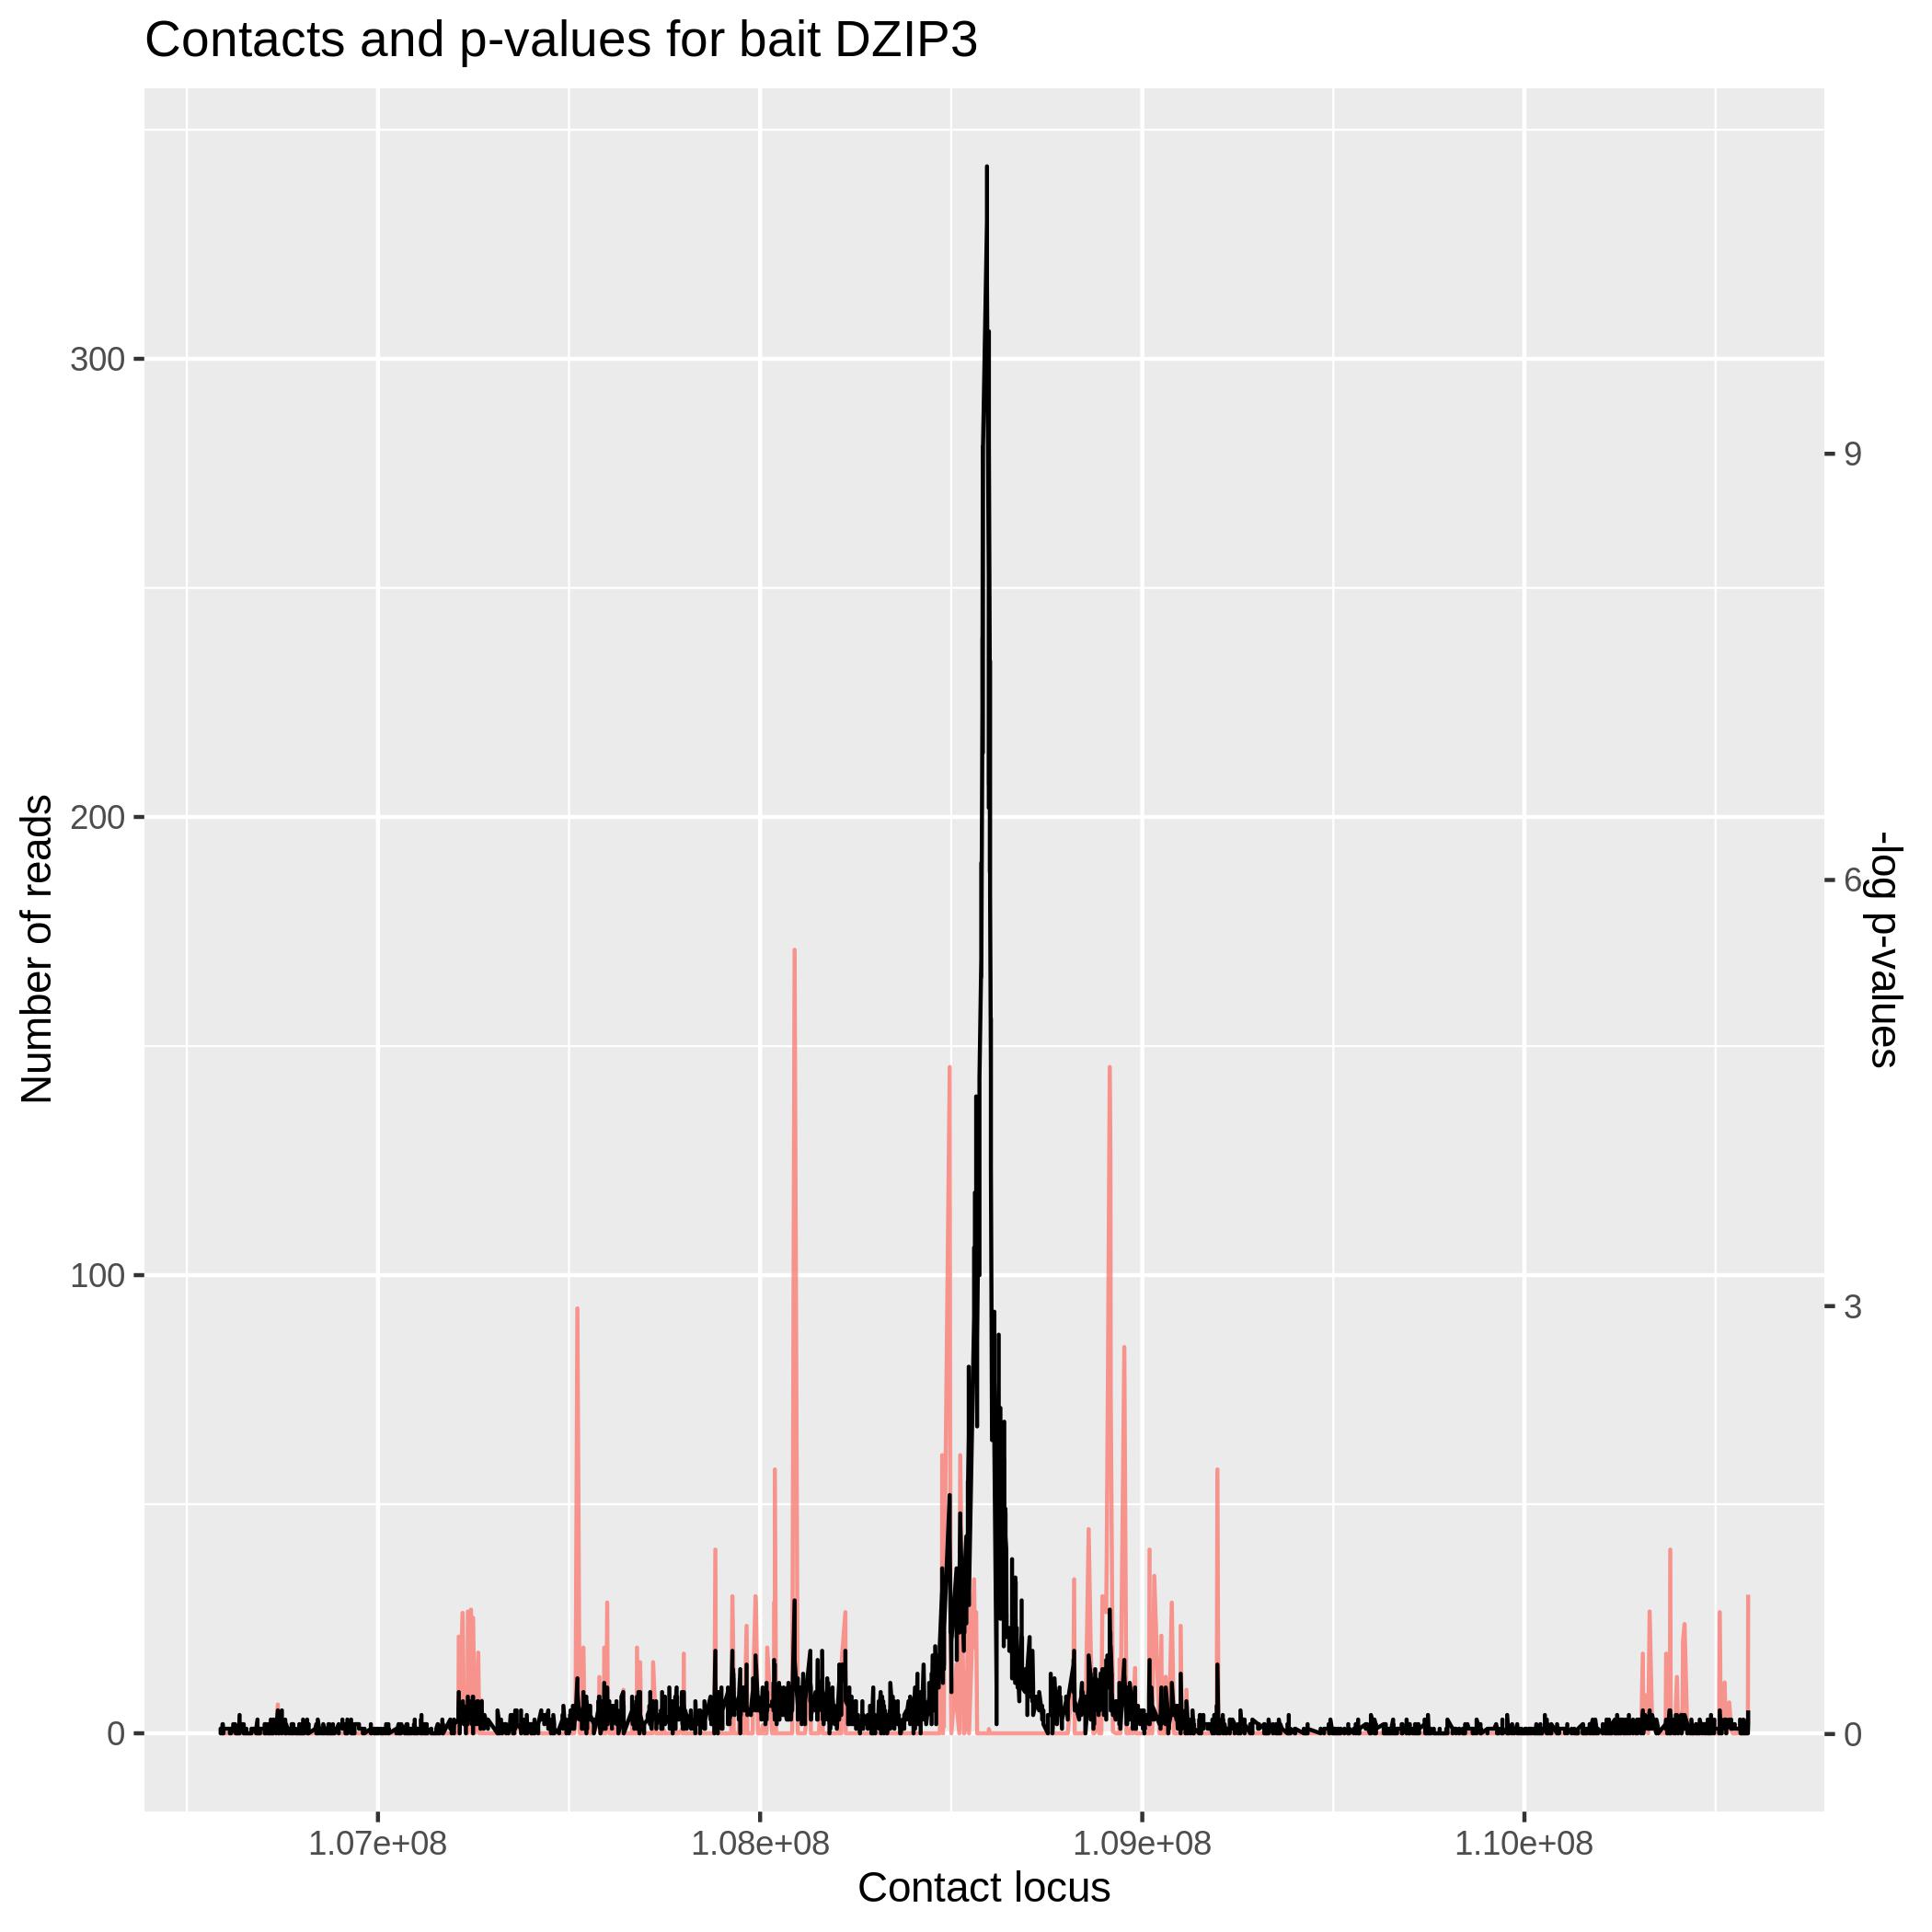 Contacts and p-values for bait DZIP3
Number of reads
300
200
100
0
9
6
3
0
-log p-values
1.07e+08 1.08e+08 1.09e+08 1.10e+08
Contact locus